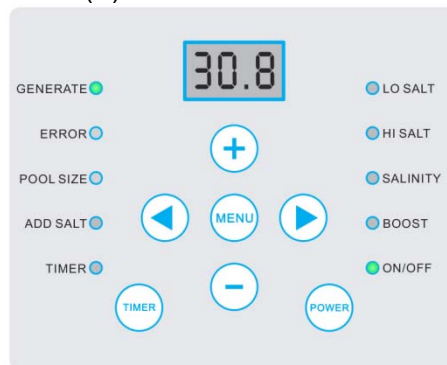 30.8
GENERATE
LO SALT
ERROR
+
HI SALT
POOL SIZE
SALINITY
ADD SALT
MENU
BOOST
TIMER
−
ON/OFF
TIMER
POWER